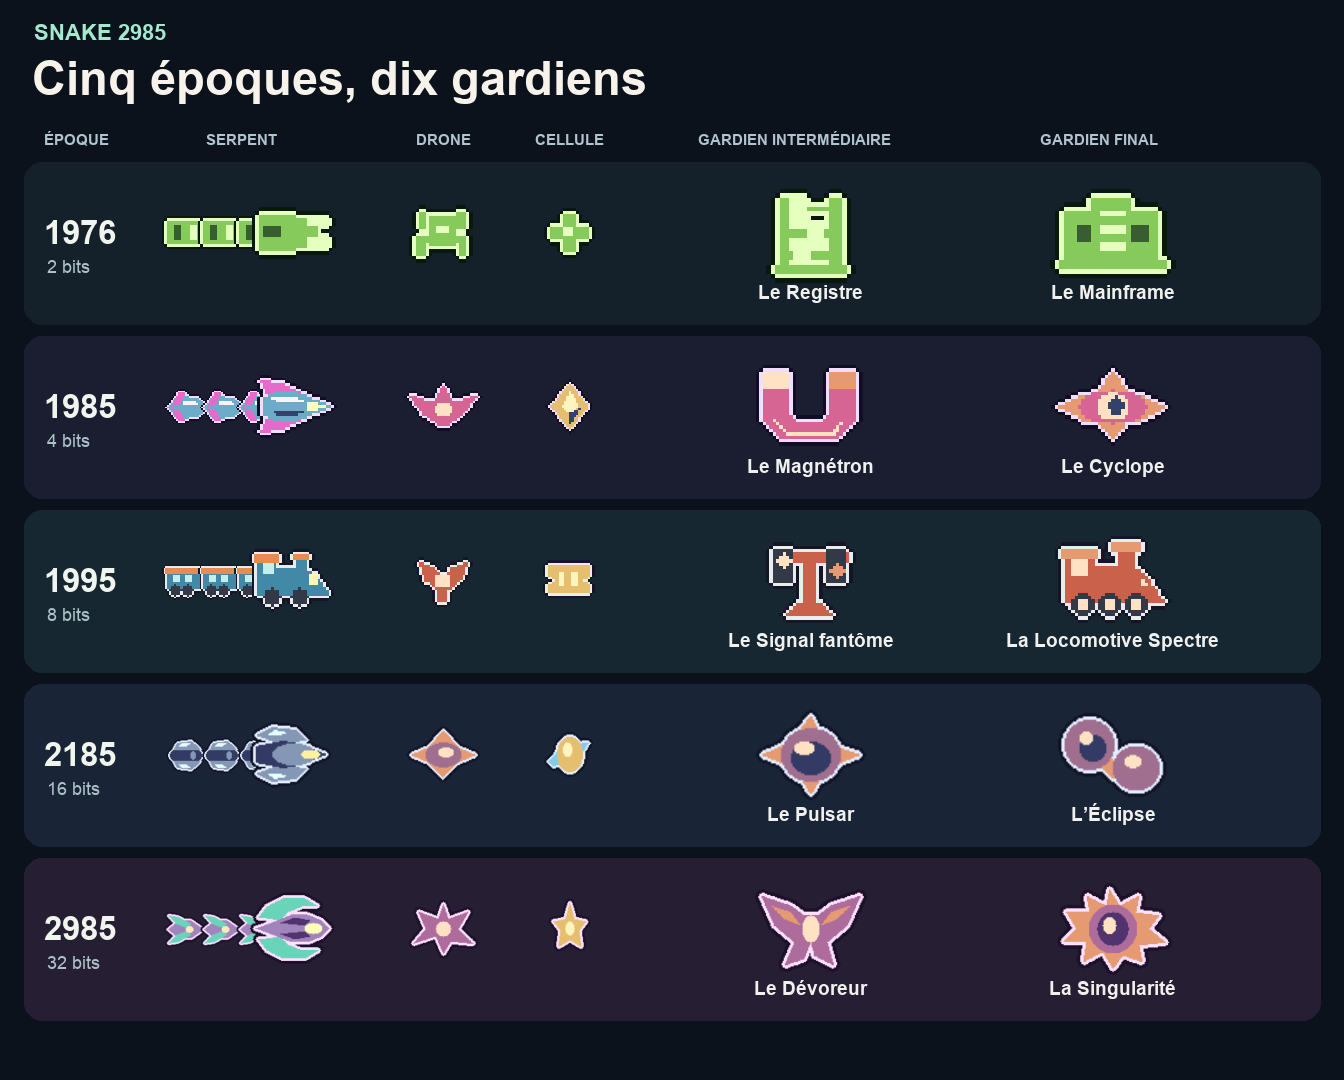 SNAKE 2985
Cinq époques, dix gardiens
ÉPOQUE SERPENT DRONE CELLULE GARDIEN INTERMÉDIAIRE GARDIEN FINAL
1976
2 bits
Le Registre Le Mainframe
1985
4 bits
Le Magnétron Le Cyclope
1995
8 bits
Le Signal fantôme La Locomotive Spectre
2185
16 bits
Le Pulsar L’Éclipse
2985
32 bits
Le Dévoreur La Singularité